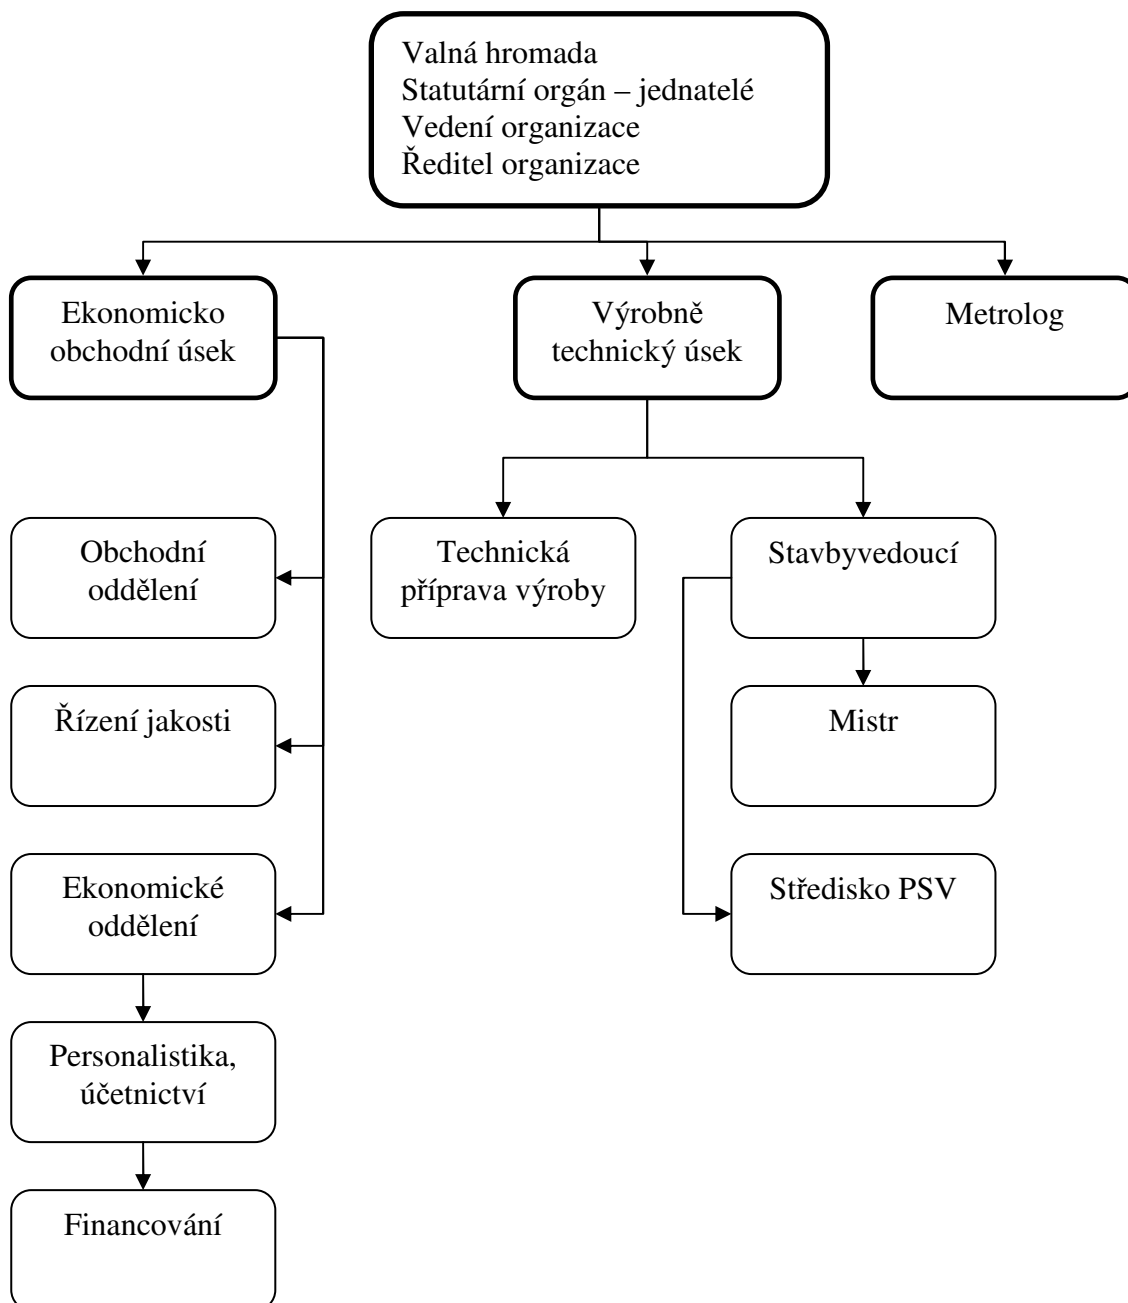 Valná hromada
Statutární orgán – jednatelé
Vedení organizace
Ředitel organizace
Ekonomicko
obchodní úsek
Výrobně
technický úsek
Metrolog
Obchodní
oddělení
Technická
příprava výroby
Stavbyvedoucí
Řízení jakosti
Mistr
Ekonomické
oddělení
Středisko PSV
Personalistika,
účetnictví
Financování